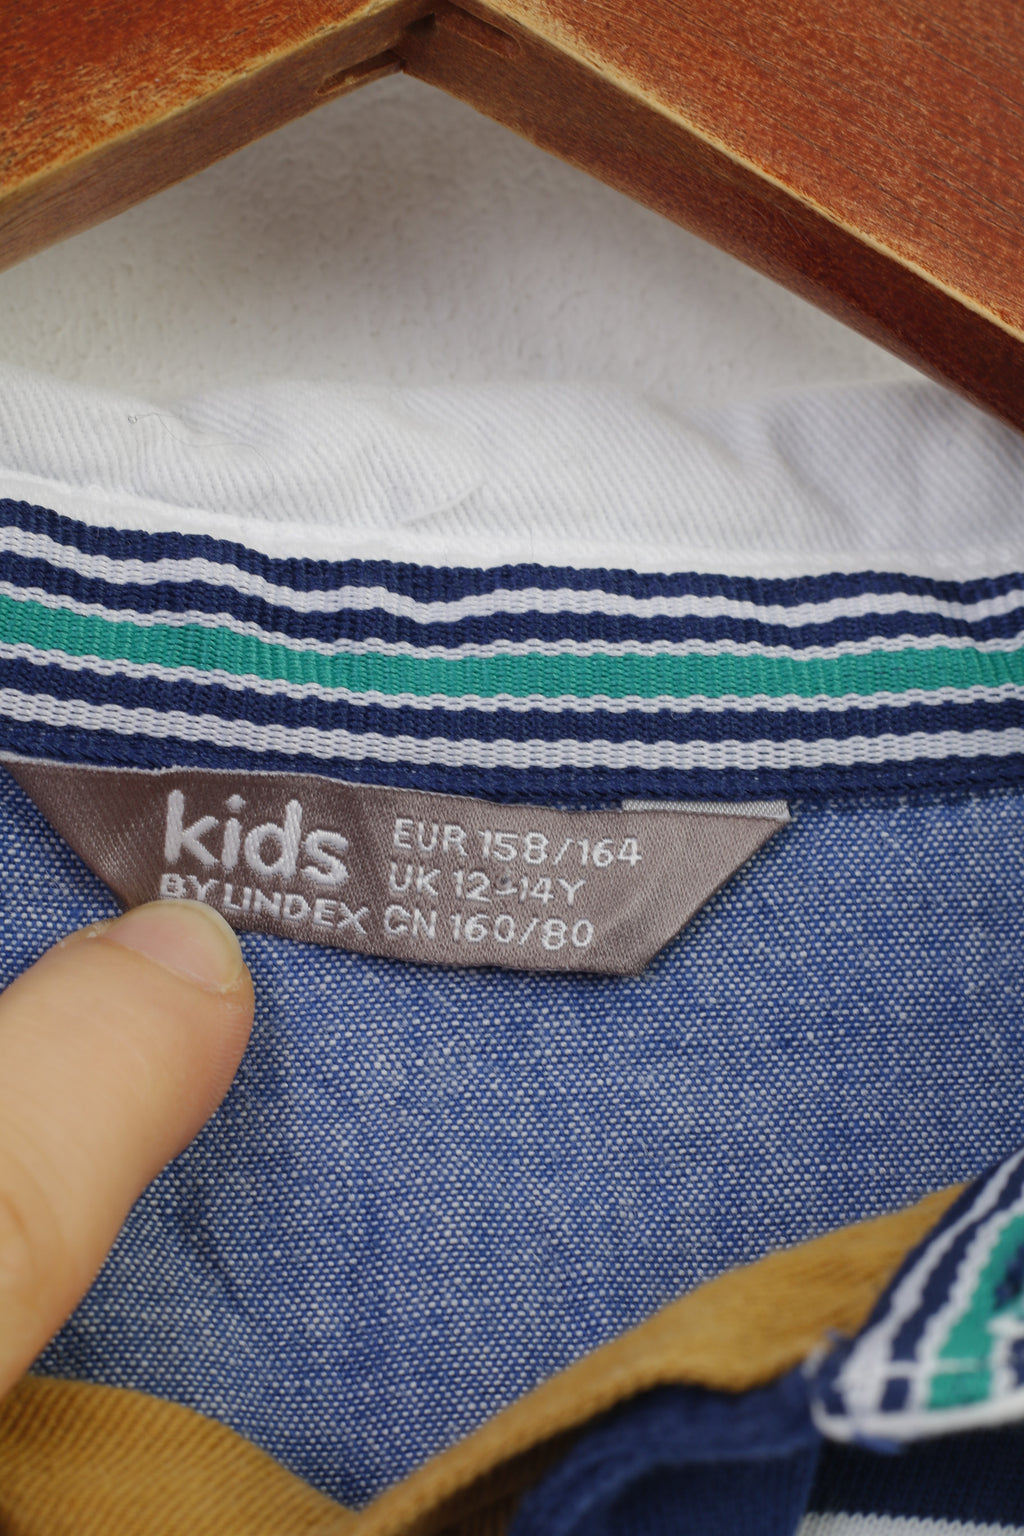 kids
BY LINDEX
EUR 158/164
UK 12-14Y
CN 160/80